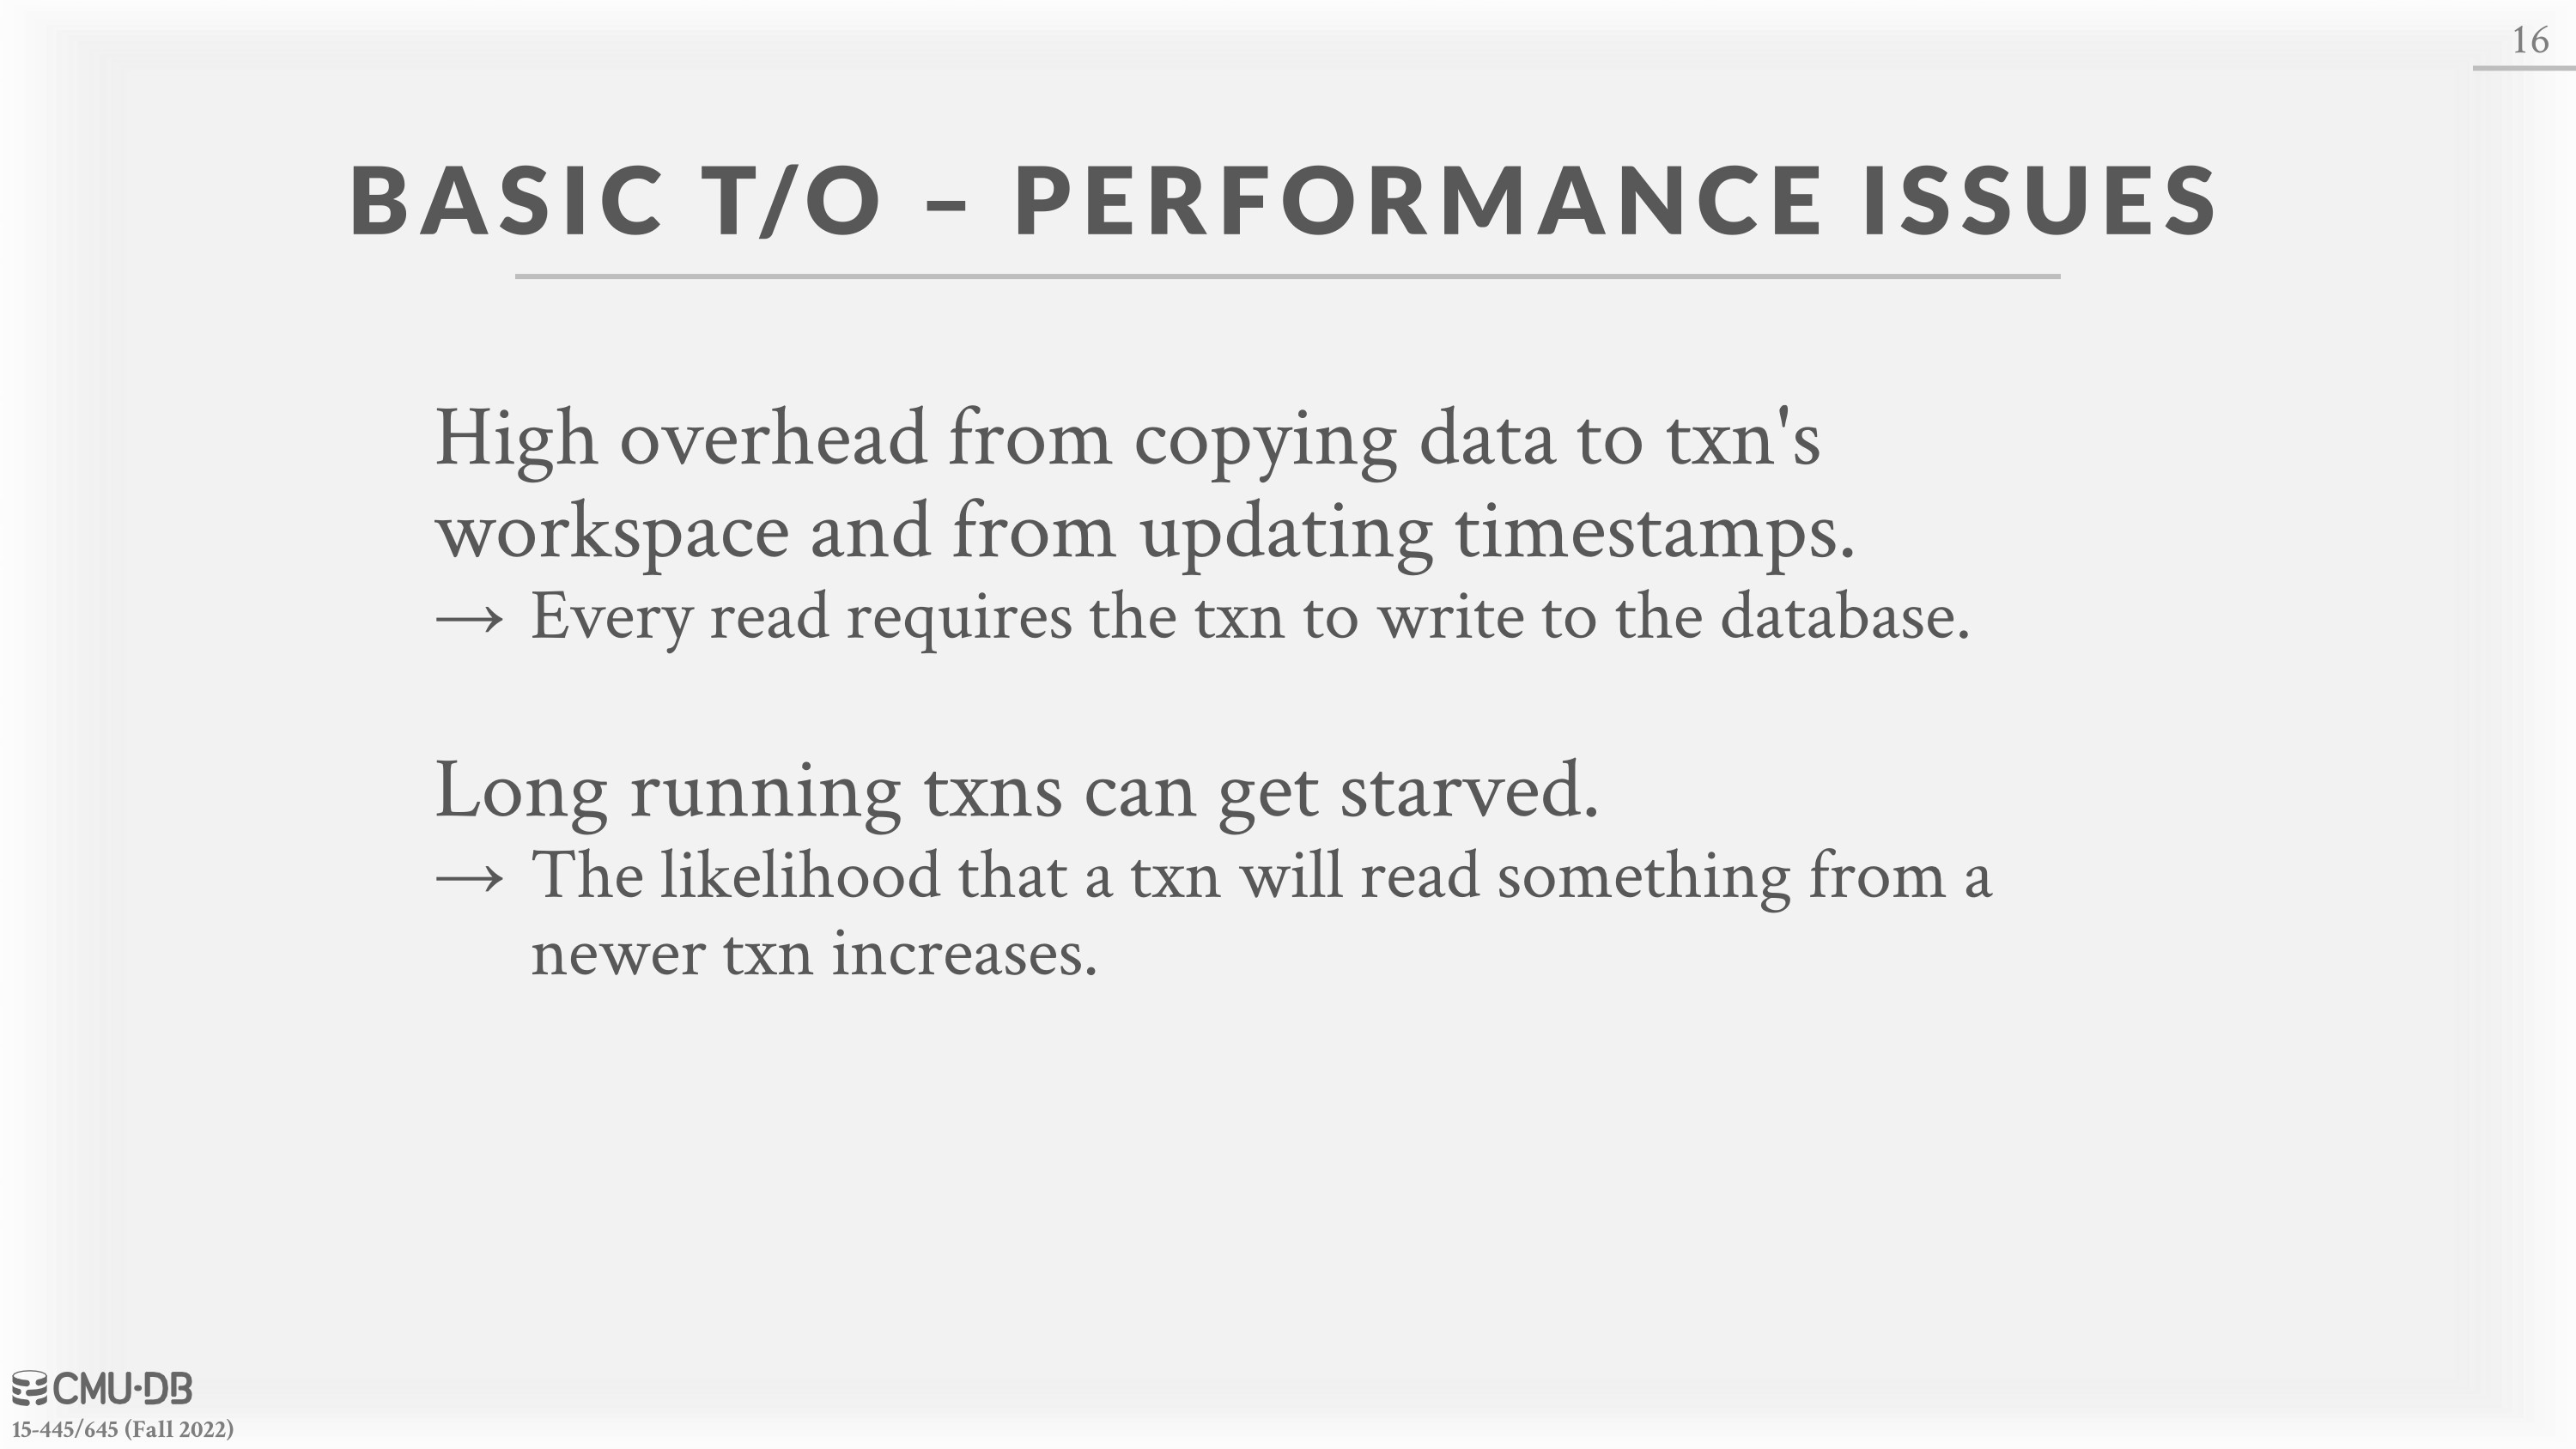 16
BASIC T/O – PERFORMANCE ISSUES
High overhead from copying data to txn's
workspace and from updating timestamps.
→ Every read requires the txn to write to the database.
Long running txns can get starved.
→ The likelihood that a txn will read something from a
newer txn increases.
CMU·DB
15-445/645 (Fall 2022)